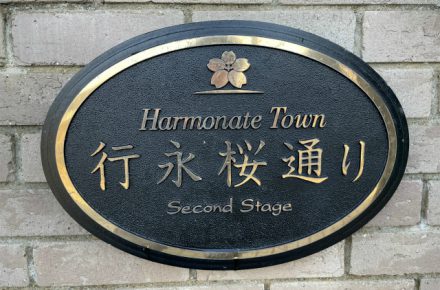 Harmonate Town
行永桜通り
Second Stage